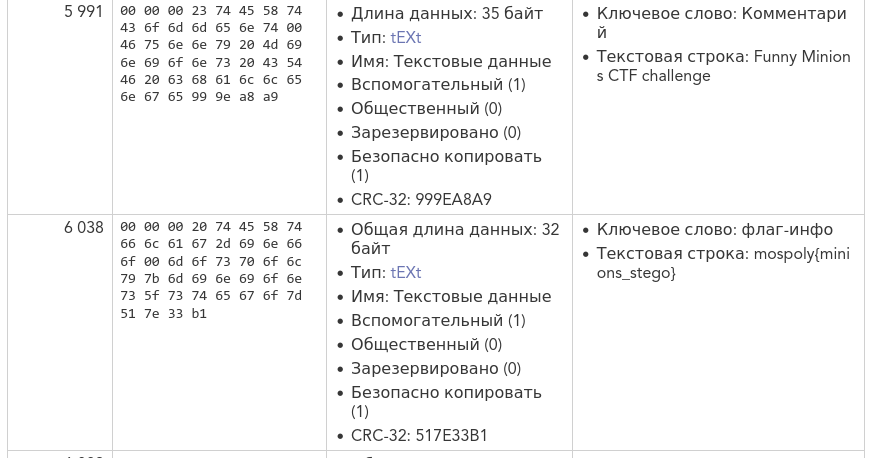 5 991
00 00 00 23 74 45 58 74
43 6f 6d 6d 65 6e 74 00
46 75 6e 6e 79 20 4d 69
6e 69 6f 6e 73 20 43 54
46 20 63 68 61 6c 6c 65
6e 67 65 99 9e a8 a9
Длина данных: 35 байт
Тип: tEXt
Имя: Текстовые данные
Вспомогательный (1)
Общественный (0)
Зарезервировано (0)
Безопасно копировать
(1)
CRC-32: 999EA8A9
Ключевое слово: Комментари
й
Текстовая строка: Funny Minion
s CTF challenge
6 038
00 00 00 20 74 45 58 74
66 6c 61 67 2d 69 6e 66
6f 00 6d 6f 73 70 6f 6c
79 7b 6d 69 6e 69 6f 6e
73 5f 73 74 65 67 6f 7d
51 7e 33 b1
Общая длина данных: 32
байт
Тип: tEXt
Имя: Текстовые данные
Вспомогательный (1)
Общественный (0)
Зарезервировано (0)
Безопасно копировать
(1)
CRC-32: 517E33B1
Ключевое слово: флаг-инфо
Текстовая строка: mospoly{mini
ons_stego}